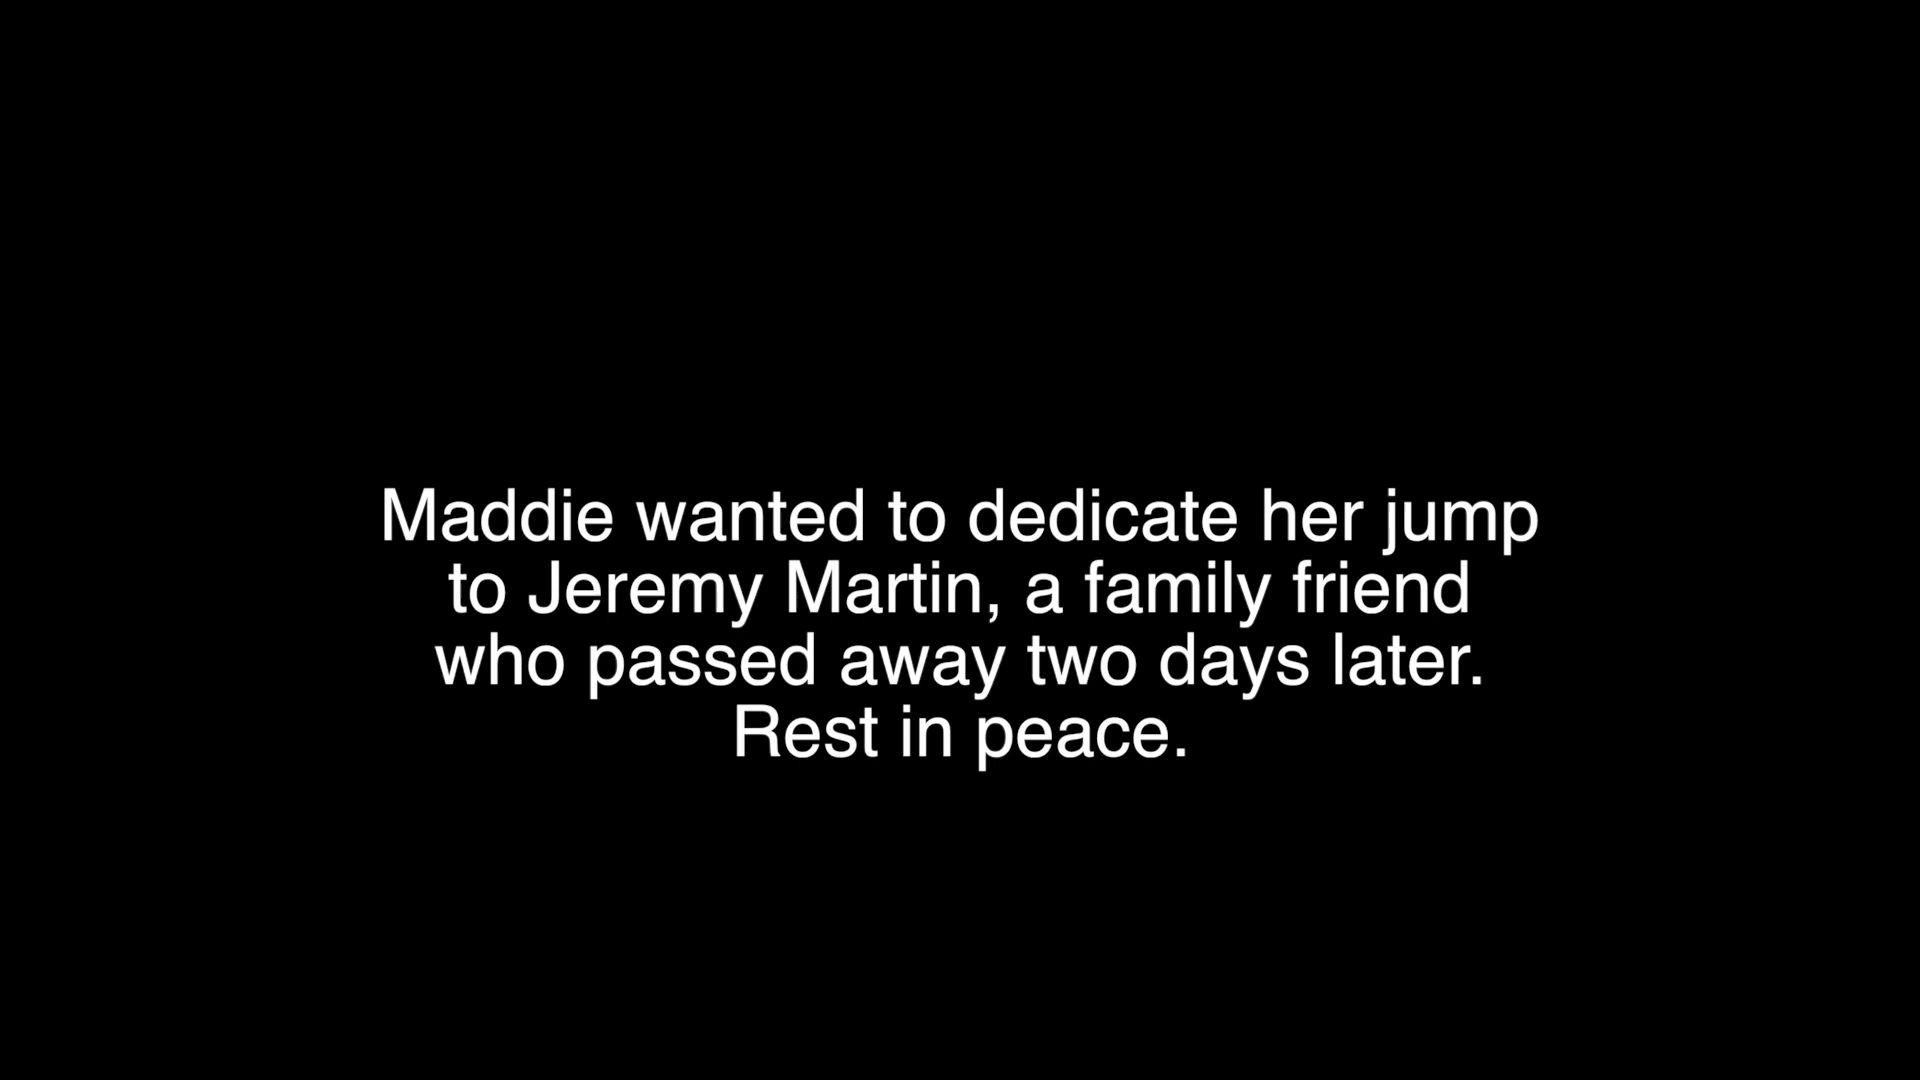 Maddie wanted to dedicate her jump
to Jeremy Martin, a family friend
who passed away two days later.
Rest in peace.